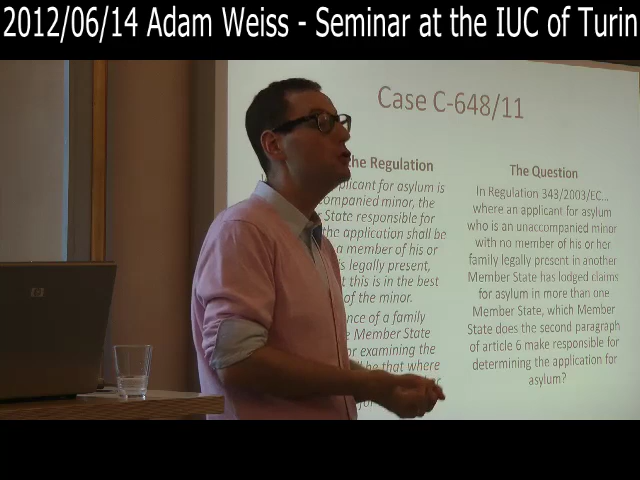 2012/06/14 Adam Weiss - Seminar at the IUC of Turin
Case C-648/11
the Regulation
applicant for asylum is
the
State responsible for
the application shall be
a member of his or
is legally present,
this is in the best
of the minor.
of a family
Member State
for examining the
be that where
The Question
In Regulation 343/2003/EC...
where an applicant for asylum
who is an unaccompanied minor
with no member of his or her
family legally present in another
Member State has lodged claims
for asylum in more than one
Member State, which Member
State does the second paragraph
of article 6 make responsible for
determining the application for
asylum?
hp